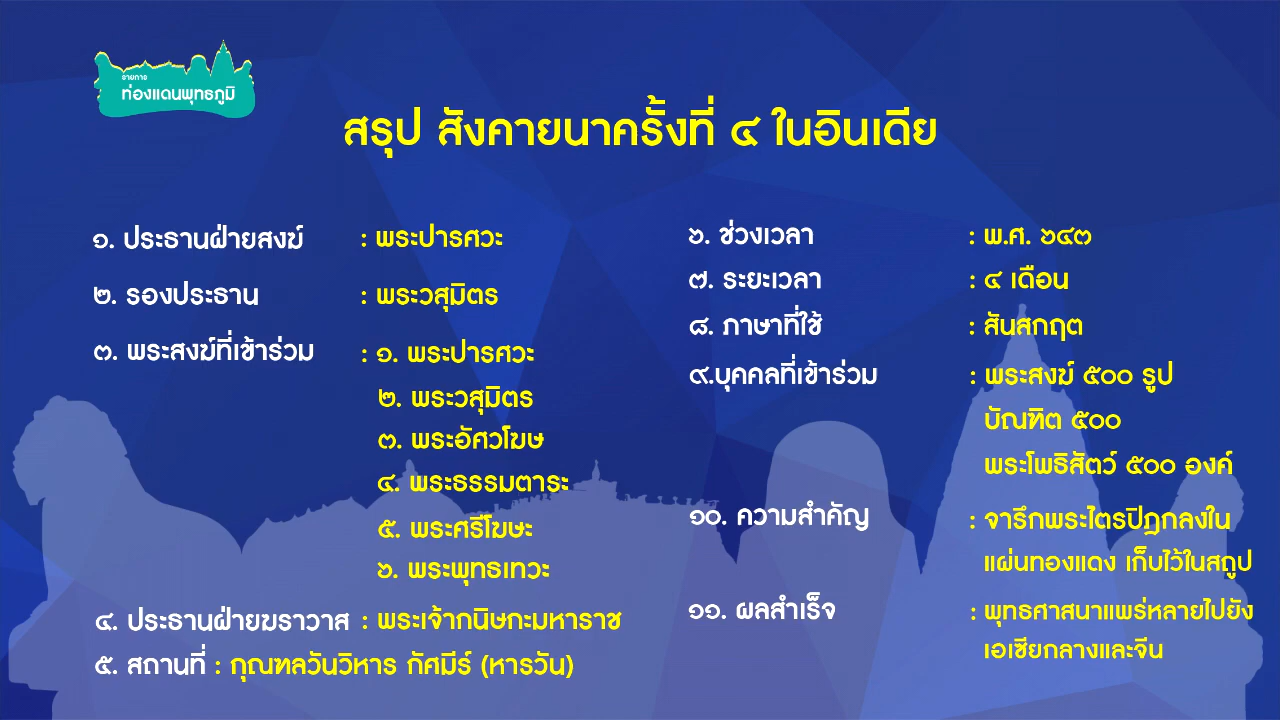 รายการ
ท่องแดนพุทธภูมิ
สรุป สังคายนาครั้งที่ ๔ ในอินเดีย
๑. ประธานฝ่ายสงฆ์ : พระปารศวะ
๒. รองประธาน : พระวสุมิตร
๓. พระสงฆ์ที่เข้าร่วม : ๑. พระปารศวะ
๒. พระวสุมิตร
๓. พระอัศวโฆษ
๔. พระธรรมตาระ
๕. พระศรีโฆษะ
๖. พระพุทธเทวะ
๔. ประธานฝ่ายฆราวาส : พระเจ้ากนิษกะมหาราช
๕. สถานที่ : กุณฑลวันวิหาร กัศมีร์ (หารวัน)
๖. ช่วงเวลา : พ.ศ. ๖๔๓
๗. ระยะเวลา : ๔ เดือน
๘. ภาษาที่ใช้ : สันสกฤต
๙.บุคคลที่เข้าร่วม : พระสงฆ์ ๕๐๐ รูป
บัณฑิต ๕๐๐
พระโพธิสัตว์ ๕๐๐ องค์
๑๐. ความสำคัญ : จารึกพระไตรปิฎกลงใน
แผ่นทองแดง เก็บไว้ในสถูป
๑๑. ผลสำเร็จ : พุทธศาสนาแพร่หลายไปยัง
เอเซียกลางและจีน